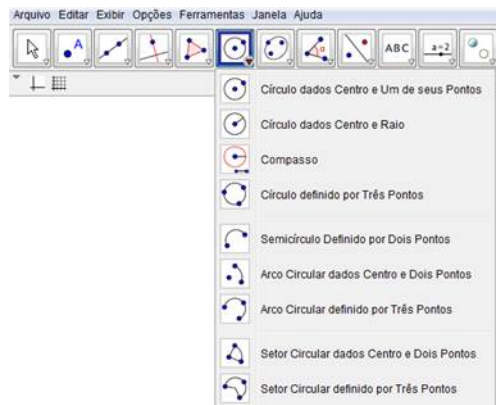 Arquivo Editar Exibir Opções Ferramentas Janela Ajuda
A α ABC a=2
Círculo dados Centro e Um de seus Pontos
Círculo dados Centro e Raio
Compasso
Círculo definido por Três Pontos
Semicírculo Definido por Dois Pontos
Arco Circular dados Centro e Dois Pontos
Arco Circular definido por Três Pontos
Setor Circular dados Centro e Dois Pontos
Setor Circular definido por Três Pontos